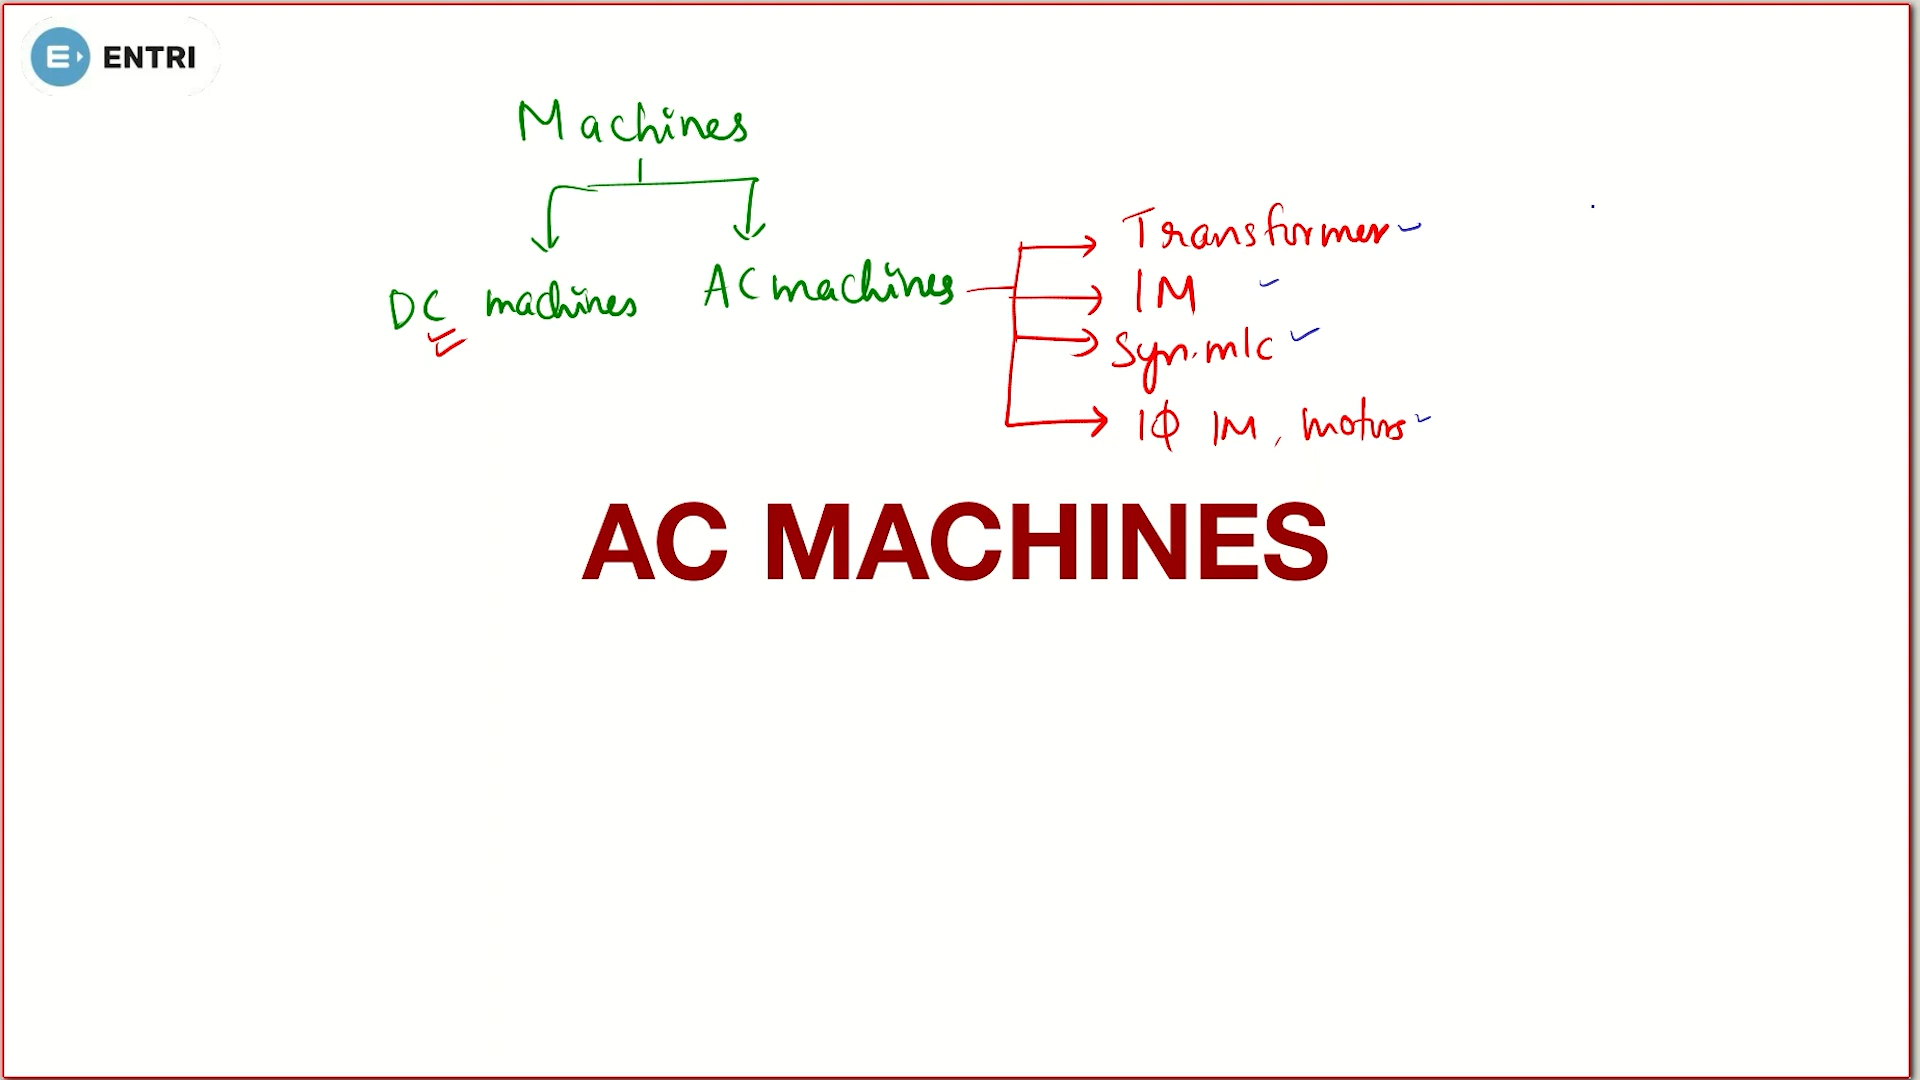 ENTRI
Machines
DC machines
AC machines
Transformer
IM
Syn. m/c
1ϕ IM, motors
AC MACHINES